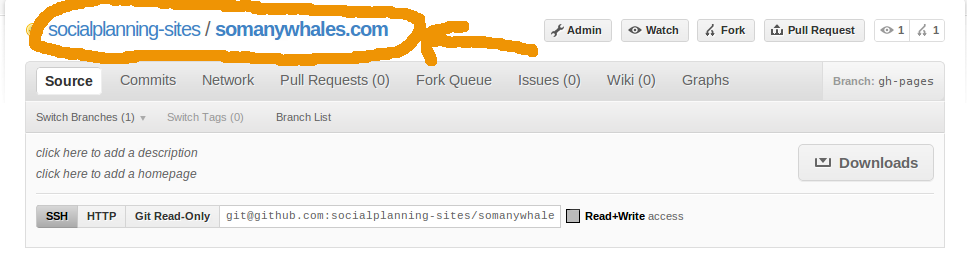 socialplanning-sites / somanywhales.com Admin Watch Fork Pull Request 1 1
Source Commits Network Pull Requests (0) Fork Queue Issues (0) Wiki (0) Graphs Branch: gh-pages
Switch Branches (1) Switch Tags (0) Branch List
click here to add a description
Downloads
click here to add a homepage
SSH HTTP Git Read-Only git@github.com:socialplanning-sites/somanywhale Read+Write access